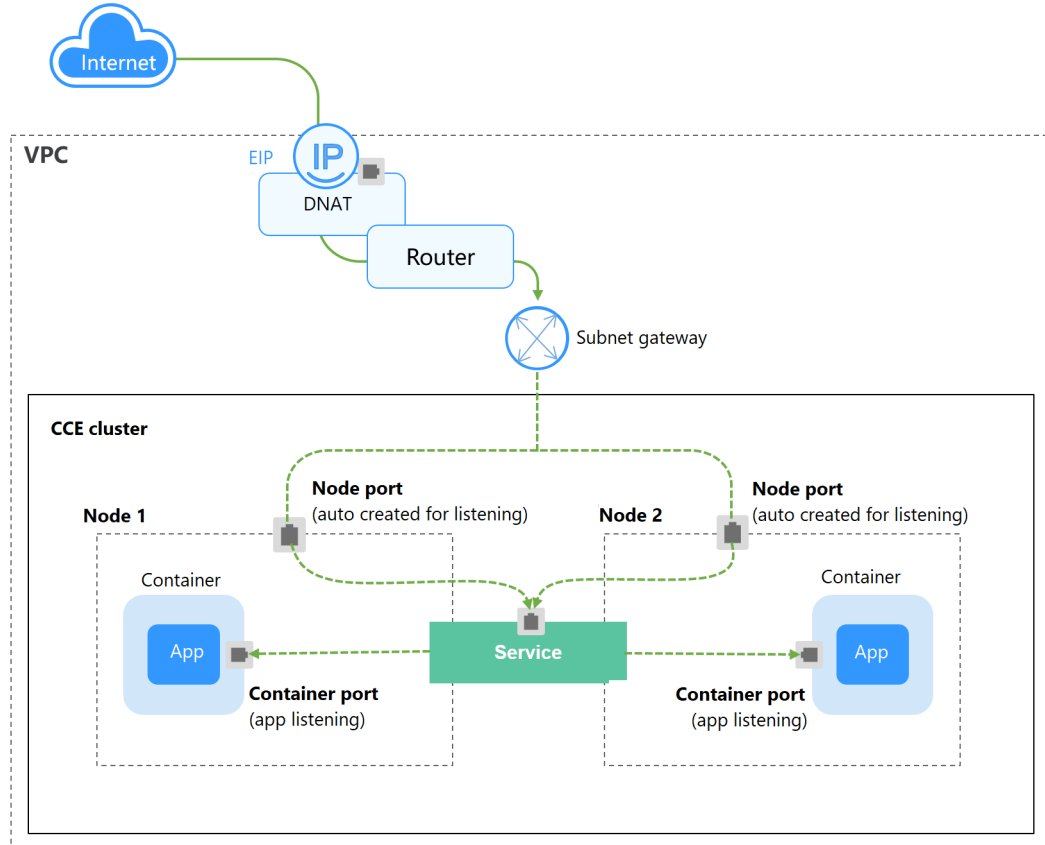 Internet
VPC
EIP
IP
DNAT
Router
Subnet gateway
CCE cluster
Node port
(auto created for listening)
Node port
(auto created for listening)
Node 1
Node 2
Container
Container
App
Service
App
Container port
(app listening)
Container port
(app listening)